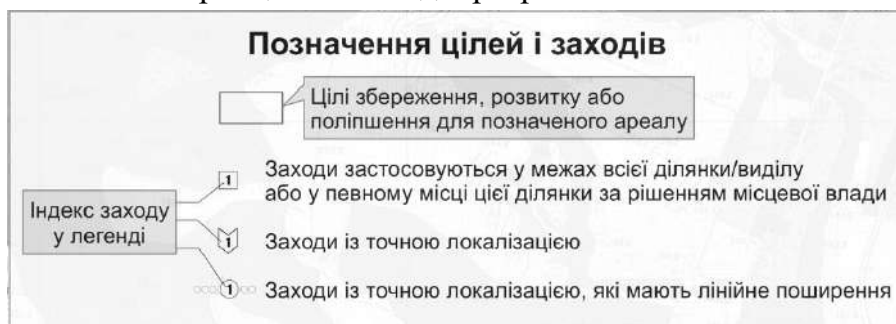 Позначення цілей і заходів
Цілі збереження, розвитку або
поліпшення для позначеного ареалу
Індекс заходу
у легенді
1
Заходи застосовуються у межах всієї ділянки/виділу
або у певному місці цієї ділянки за рішенням місцевої влади
1
Заходи із точною локалізацією
1
Заходи із точною локалізацією, які мають лінійне поширення